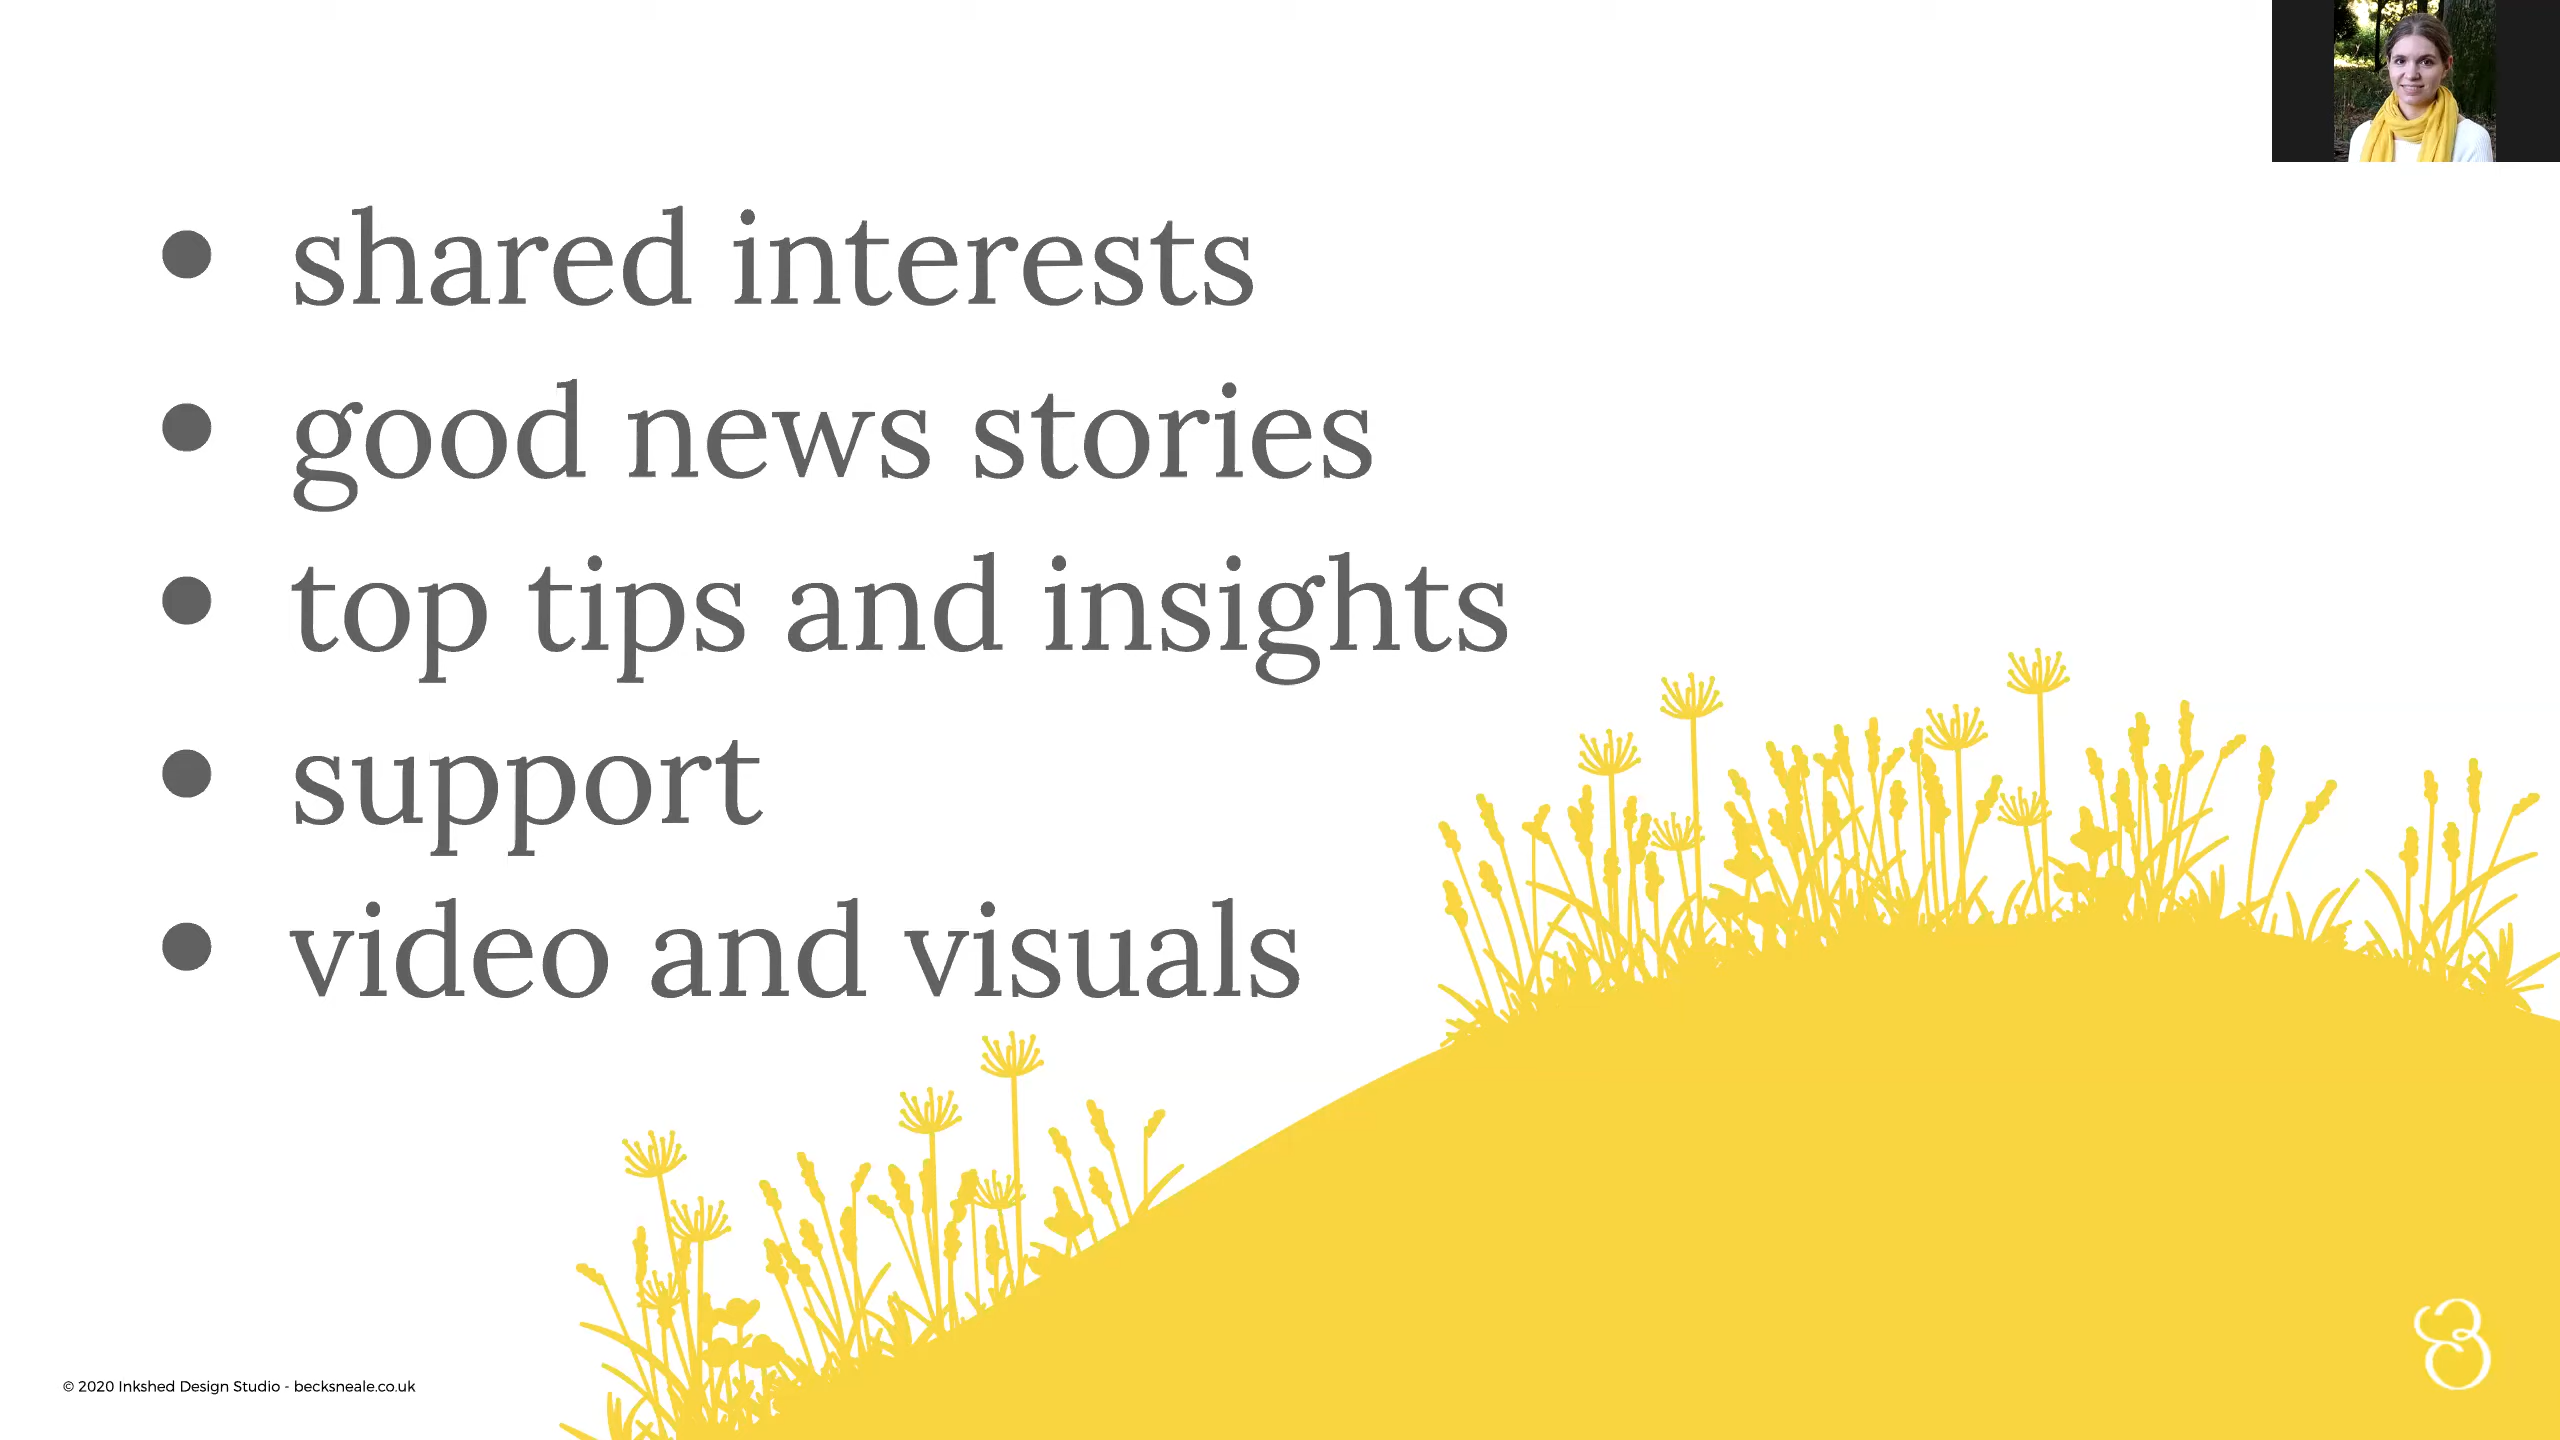 • shared interests
• good news stories
• top tips and insights
• support
• video and visuals
© 2020 Inkshed Design Studio - becksneale.co.uk